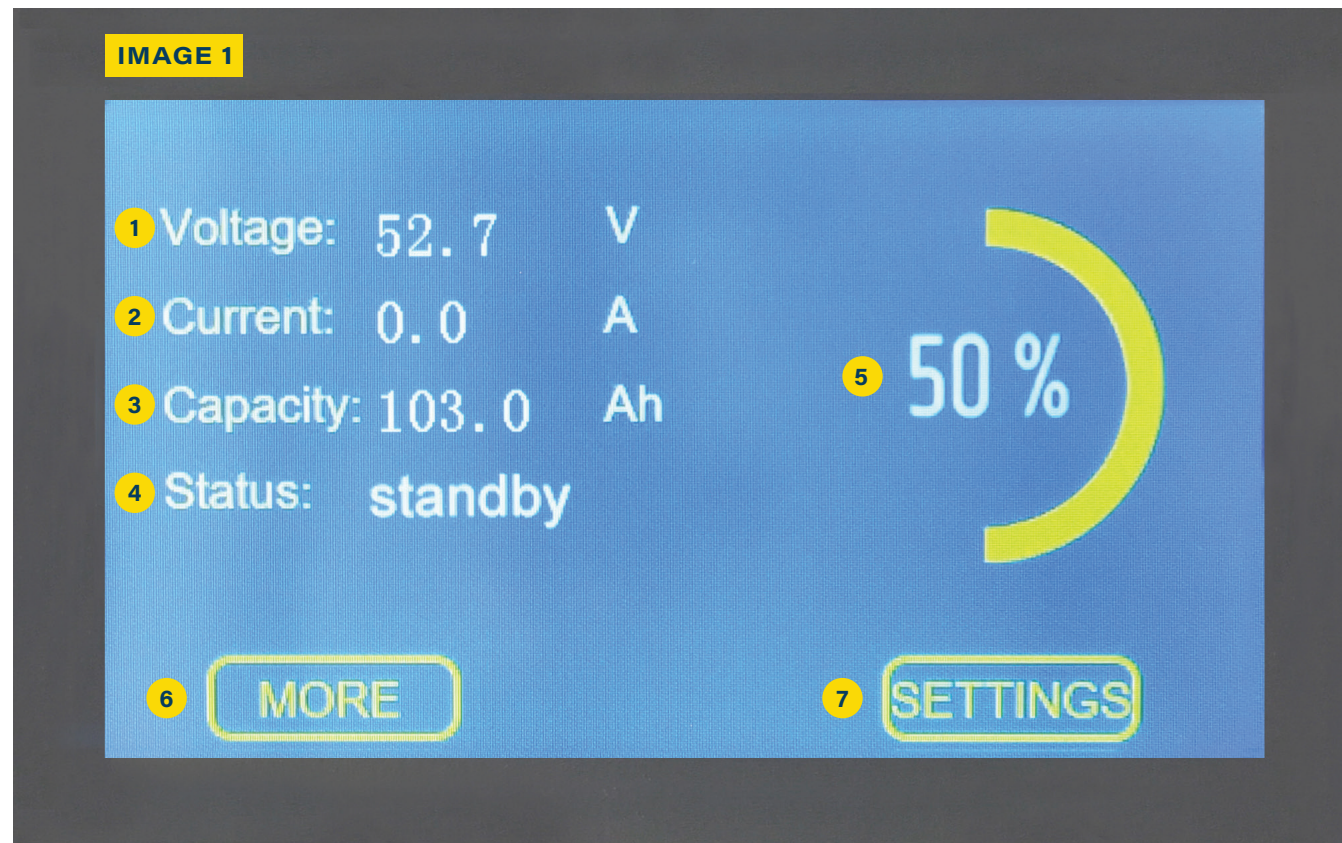 IMAGE 1
1 Voltage: 52.7 V
2 Current: 0.0 A
3 Capacity: 103.0 Ah
4 Status: standby
5 50 %
6 MORE
7 SETTINGS